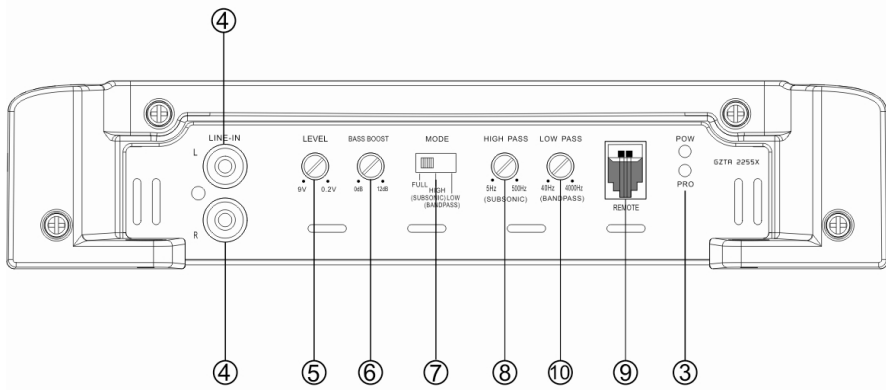 ④
LINE-IN
L
R
LEVEL
9V 0.2V
BASS BOOST
0dB 12dB
MODE
FULL
HIGH
(SUBSONIC) LOW
(BANDPASS)
HIGH PASS
5Hz 500Hz
(SUBSONIC)
LOW PASS
40Hz 4000Hz
(BANDPASS)
REMOTE
POW
PRO
GZTA 2255X
④ ⑤ ⑥ ⑦ ⑧ ⑩ ⑨ ③